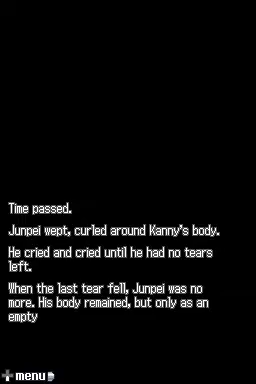 Time passed.
Junpei wept, curled around Kanny's body.
He cried and cried until he had no tears
left.
When the last tear fell, Junpei was no
more. His body remained, but only as an
empty
menu